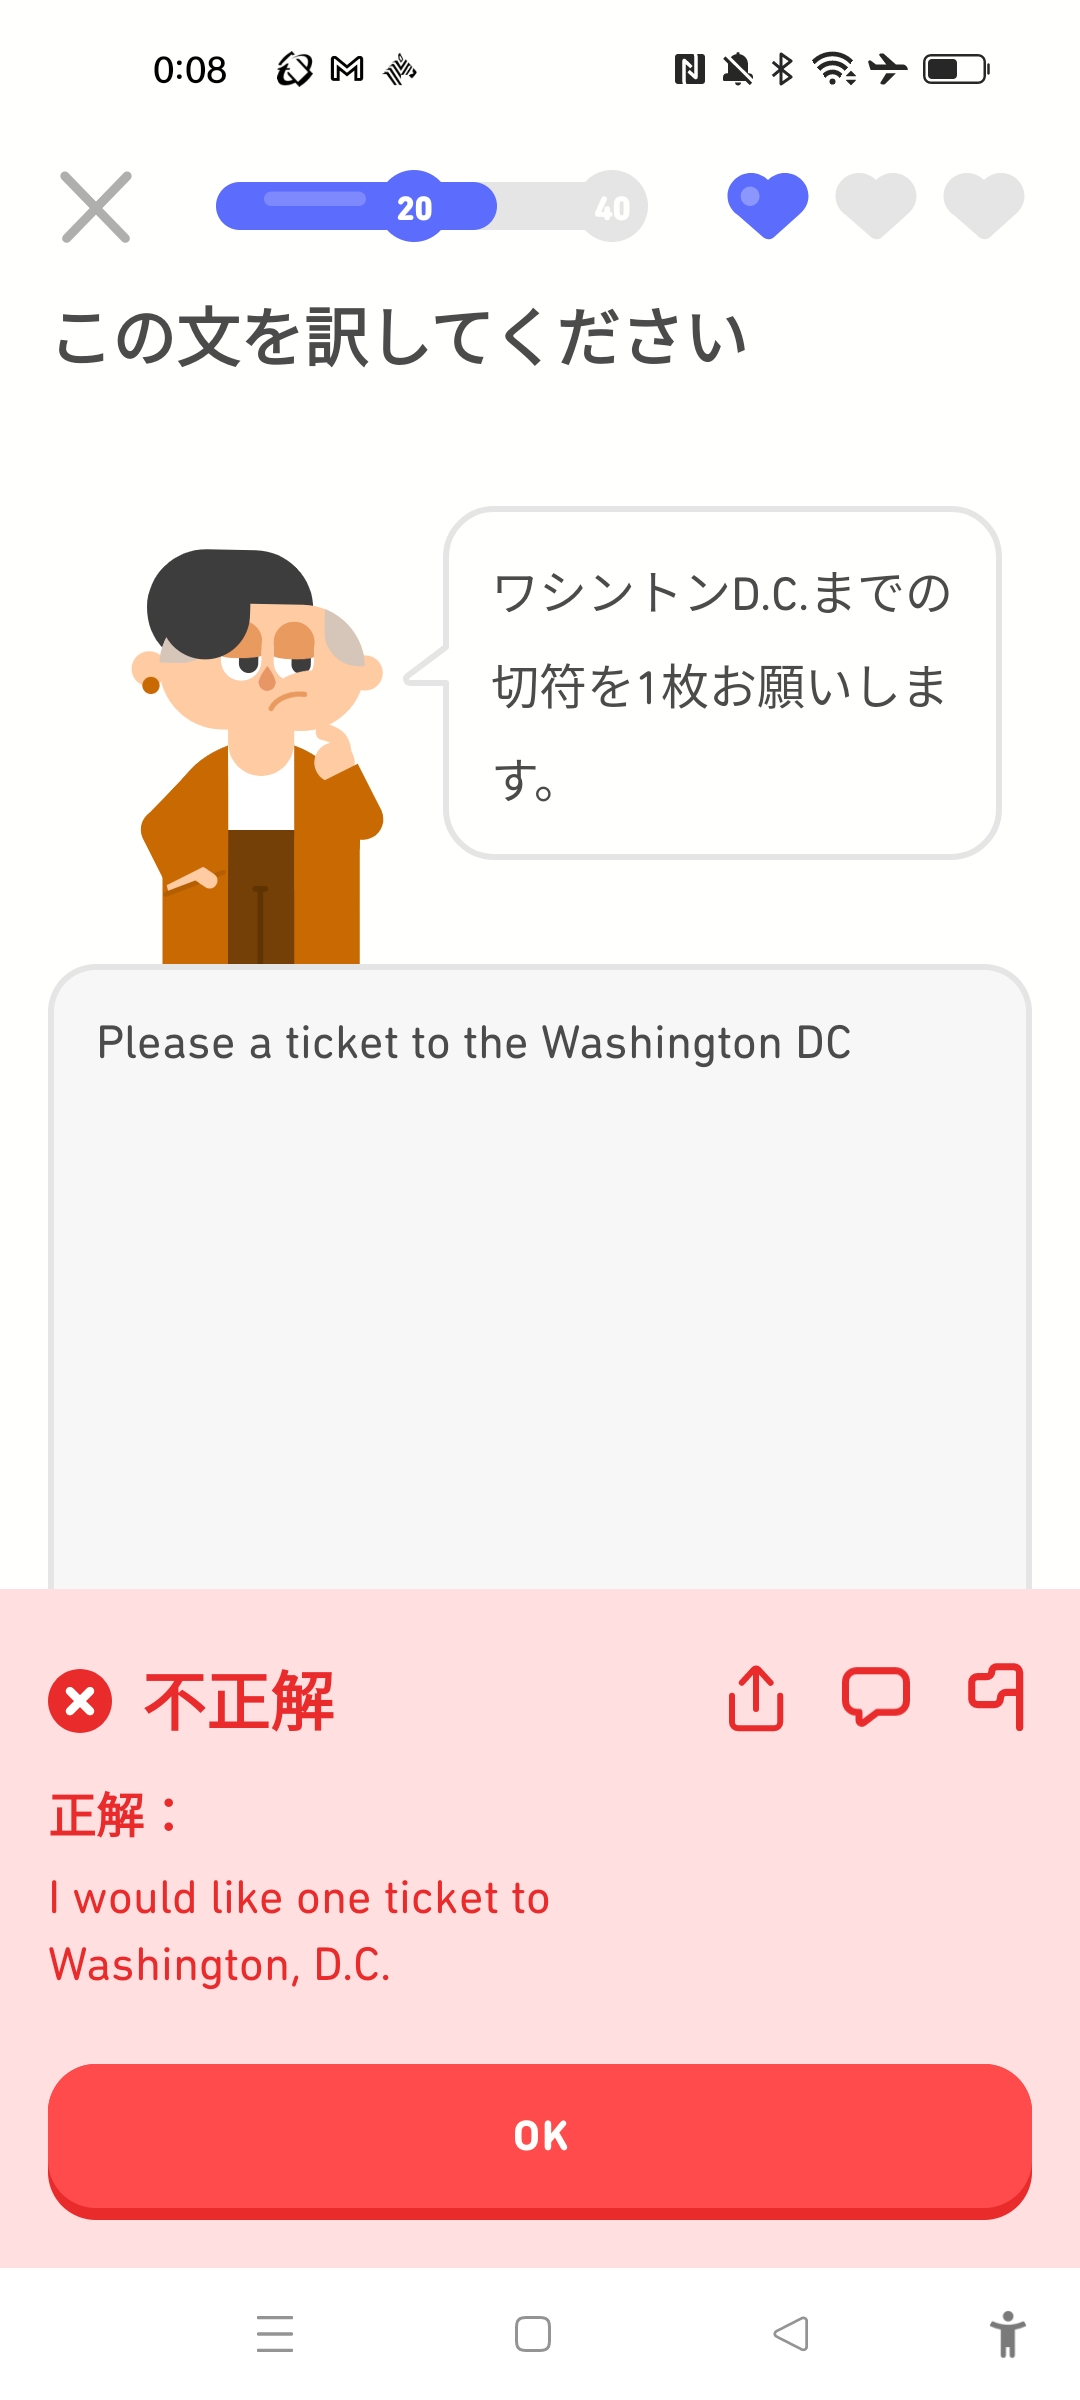 0:08
20
40
この文を訳してください
ワシントンD.C.までの
切符を1枚お願いしま
す。
Please a ticket to the Washington DC
不正解
正解：
I would like one ticket to
Washington, D.C.
OK